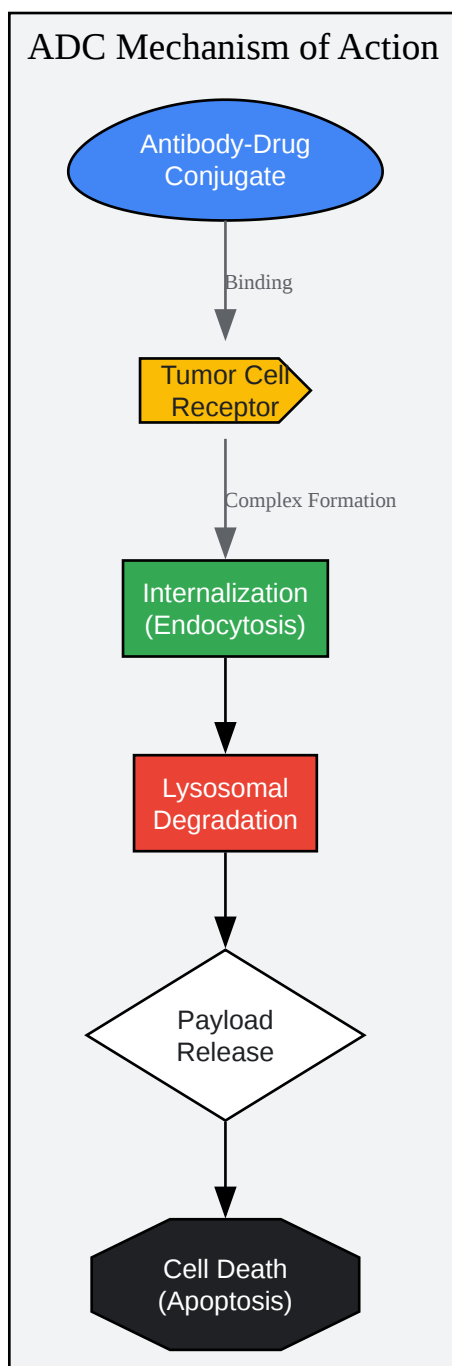 ADC Mechanism of Action
Antibody-Drug
Conjugate
Binding
Tumor Cell
Receptor
Complex Formation
Internalization
(Endocytosis)
Lysosomal
Degradation
Payload
Release
Cell Death
(Apoptosis)